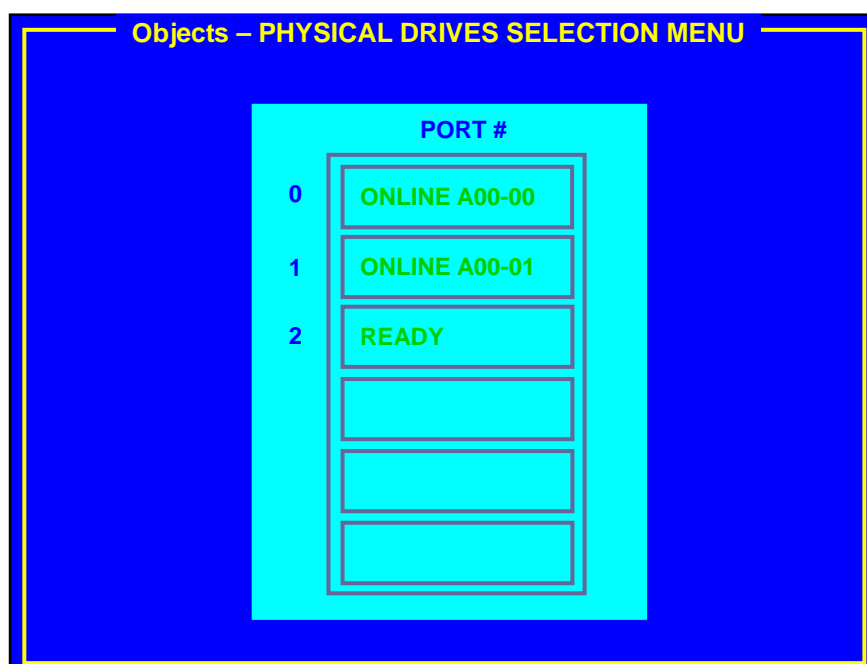 Objects – PHYSICAL DRIVES SELECTION MENU
PORT #
0 ONLINE A00-00
1 ONLINE A00-01
2 READY